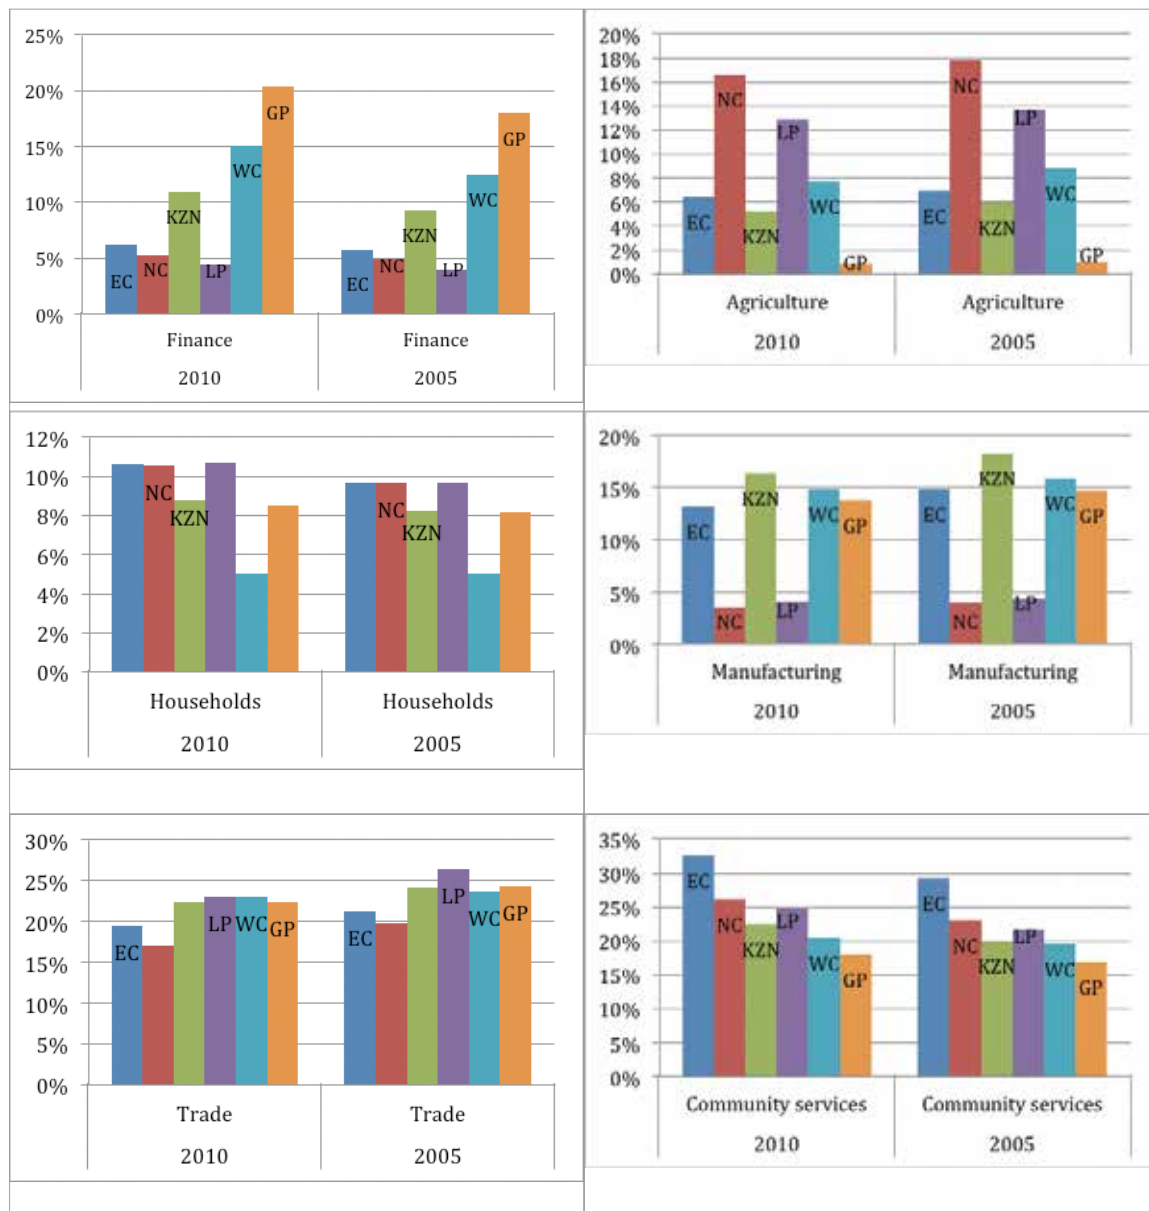 25%
20%
15%
10%
5%
0%
EC
NC
KZN
LP
WC
GP
EC
NC
KZN
LP
WC
GP
Finance
Finance
2010
2005
20%
18%
16%
14%
12%
10%
8%
6%
4%
2%
0%
EC
NC
KZN
LP
WC
GP
EC
NC
KZN
LP
WC
GP
Agriculture
Agriculture
2010
2005
12%
10%
8%
6%
4%
2%
0%
NC
KZN
NC
KZN
Households
Households
2010
2005
20%
15%
10%
5%
0%
EC
NC
KZN
LP
WC
GP
EC
NC
KZN
LP
WC
GP
Manufacturing
Manufacturing
2010
2005
30%
25%
20%
15%
10%
5%
0%
EC
LP
WC
GP
EC
LP
WC
GP
Trade
Trade
2010
2005
35%
30%
25%
20%
15%
10%
5%
0%
EC
NC
KZN
LP
WC
GP
EC
NC
KZN
LP
WC
GP
Community services
Community services
2010
2005